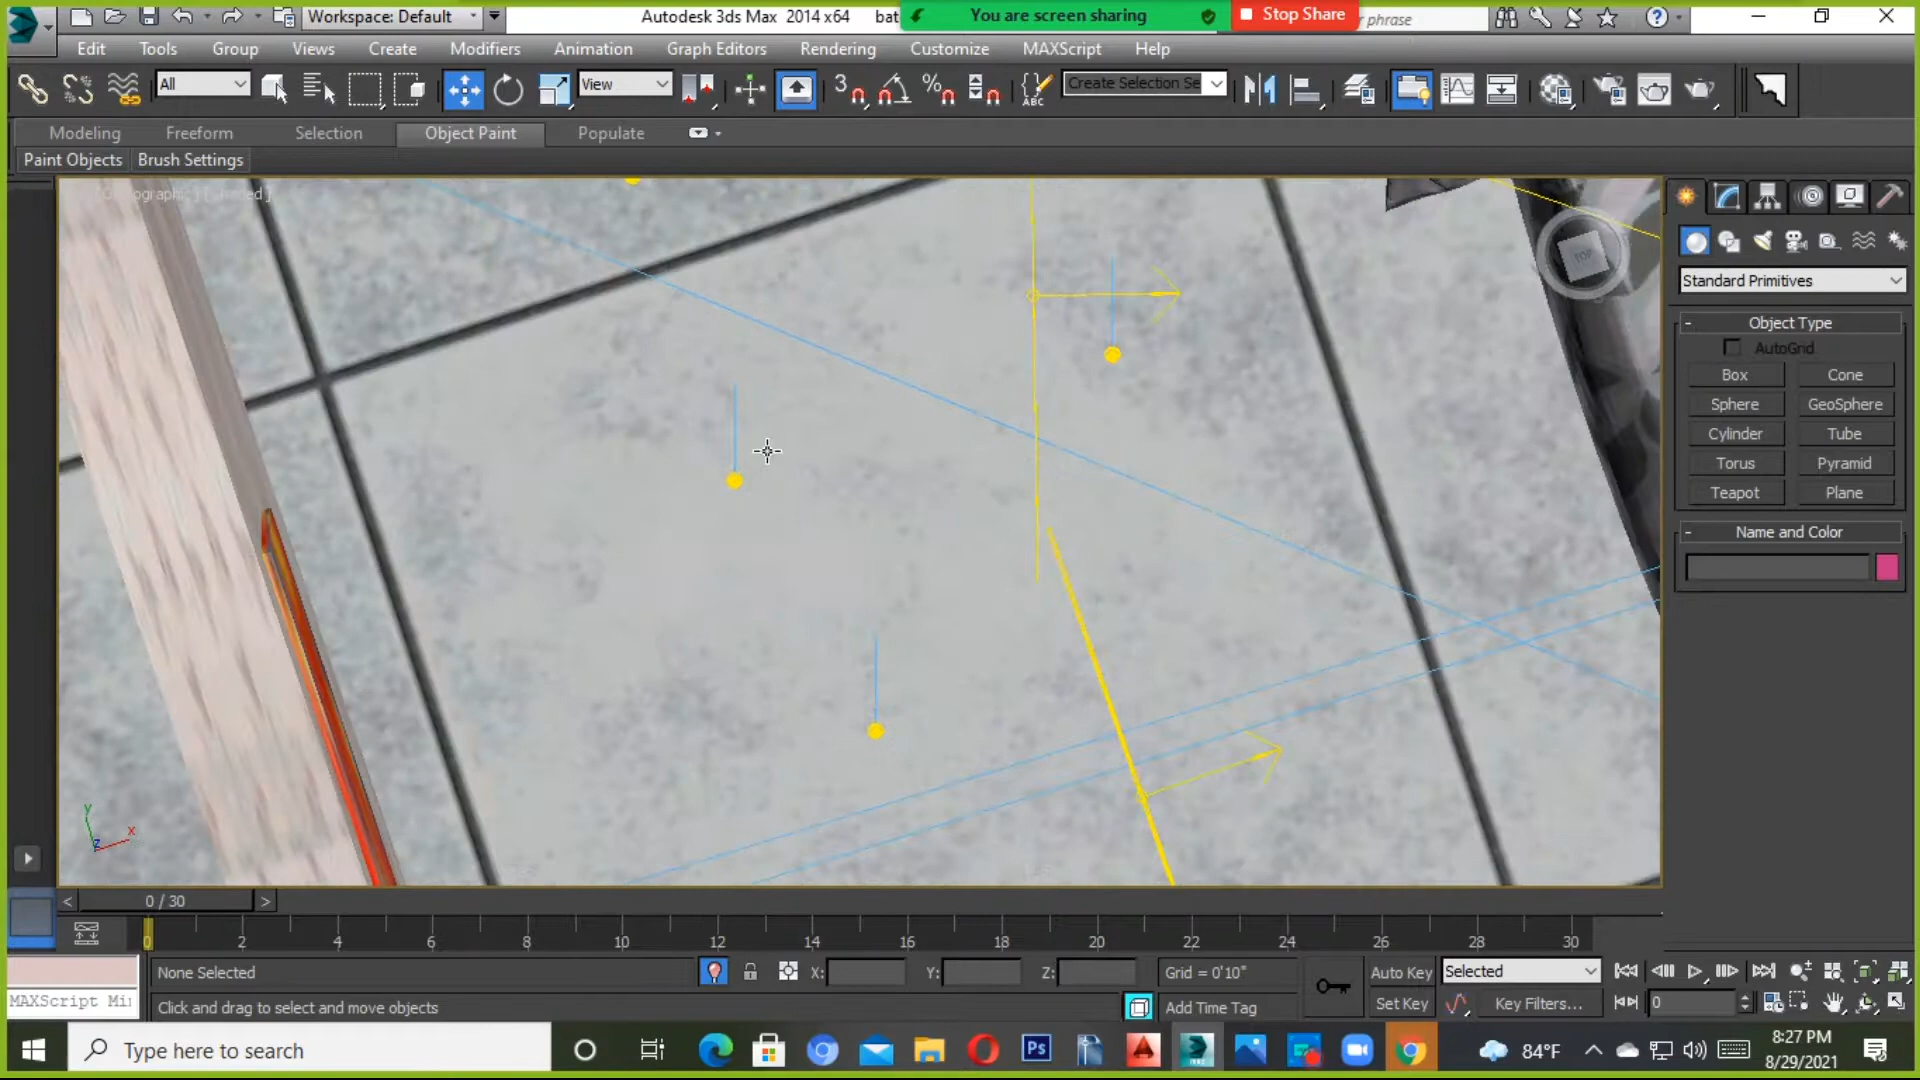 Workspace: Default
Autodesk 3ds Max 2014 x64
bat
You are screen sharing
Stop Share
r phrase
Edit Tools Group Views Create Modifiers Animation Graph Editors Rendering Customize MAXScript Help
All
View
3
%
ABC
Create Selection Se
Modeling Freeform Selection Object Paint Populate
Paint Objects Brush Settings
TOP
Standard Primitives
- Object Type
AutoGrid
Box Cone
Sphere GeoSphere
Cylinder Tube
Torus Pyramid
Teapot Plane
- Name and Color
y
x
z
< 0 / 30 >
0 2 4 6 8 10 12 14 16 18 20 22 24 26 28 30
None Selected
X: Y: Z:
Grid = 0'10"
Auto Key
Selected
MAXScript Mi
Click and drag to select and move objects
Add Time Tag
Set Key
Key Filters...
0
Type here to search
Ps
84°F
8:27 PM
8/29/2021